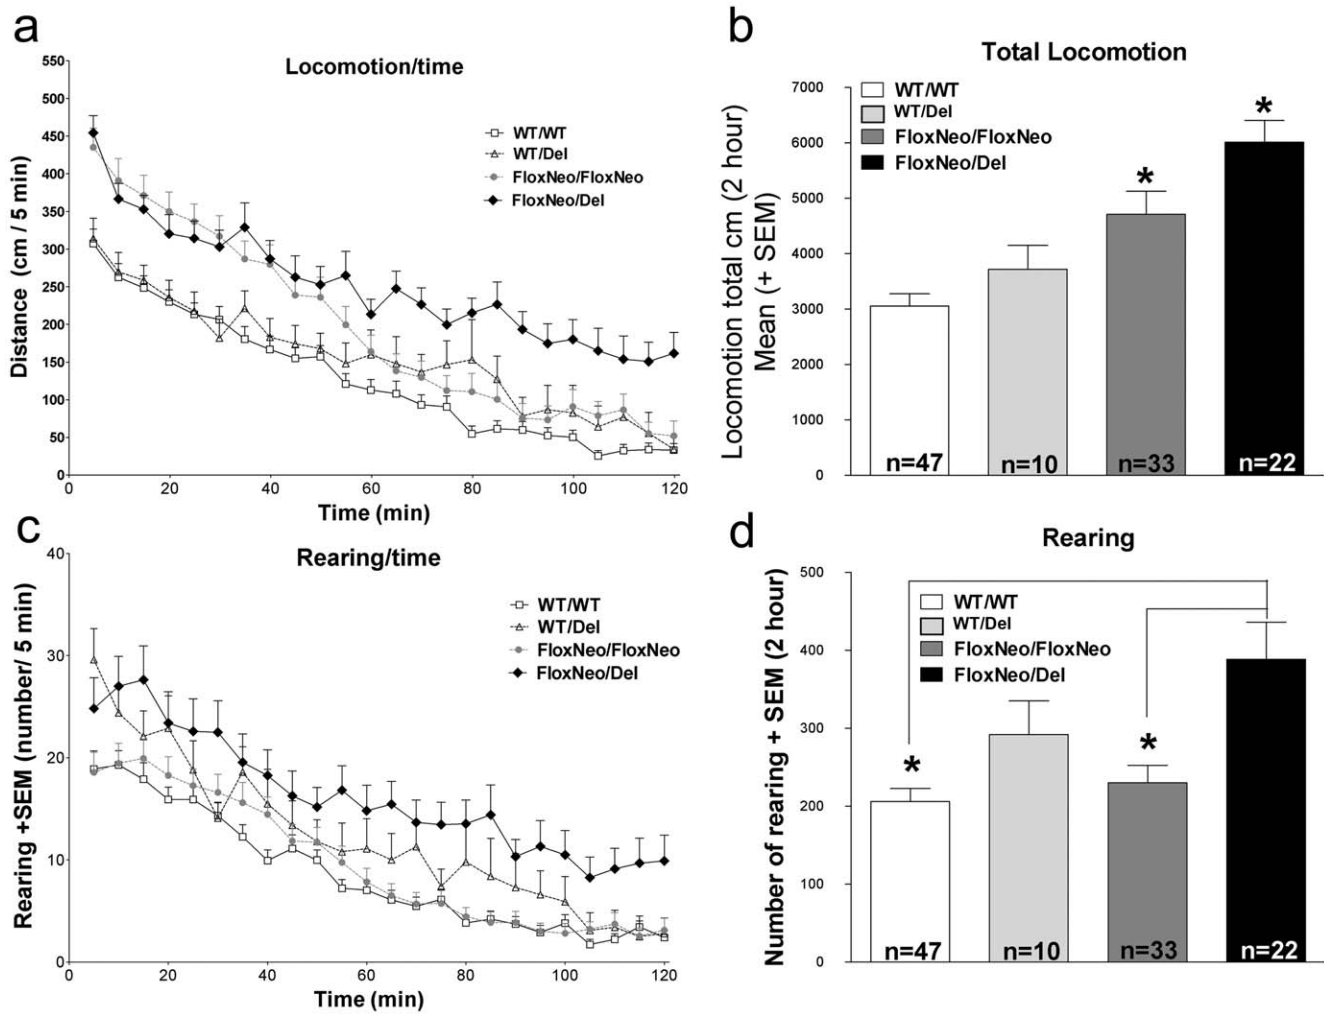 a
Locomotion/time
550
500
450
400
350
300
250
200
150
100
50
0
Distance (cm / 5 min)
WT/WT
WT/Del
FloxNeo/FloxNeo
FloxNeo/Del
0 20 40 60 80 100 120
Time (min)
b
Total Locomotion
7000
6000
5000
4000
3000
2000
1000
0
Locomotion total cm (2 hour)
Mean (+ SEM)
WT/WT
WT/Del
FloxNeo/FloxNeo
FloxNeo/Del
*
*
n=47 n=10 n=33 n=22
c
Rearing/time
40
30
20
10
0
Rearing +SEM (number/ 5 min)
WT/WT
WT/Del
FloxNeo/FloxNeo
FloxNeo/Del
0 20 40 60 80 100 120
Time (min)
d
Rearing
500
400
300
200
100
0
Number of rearing + SEM (2 hour)
WT/WT
WT/Del
FloxNeo/FloxNeo
FloxNeo/Del
*
*
n=47 n=10 n=33 n=22